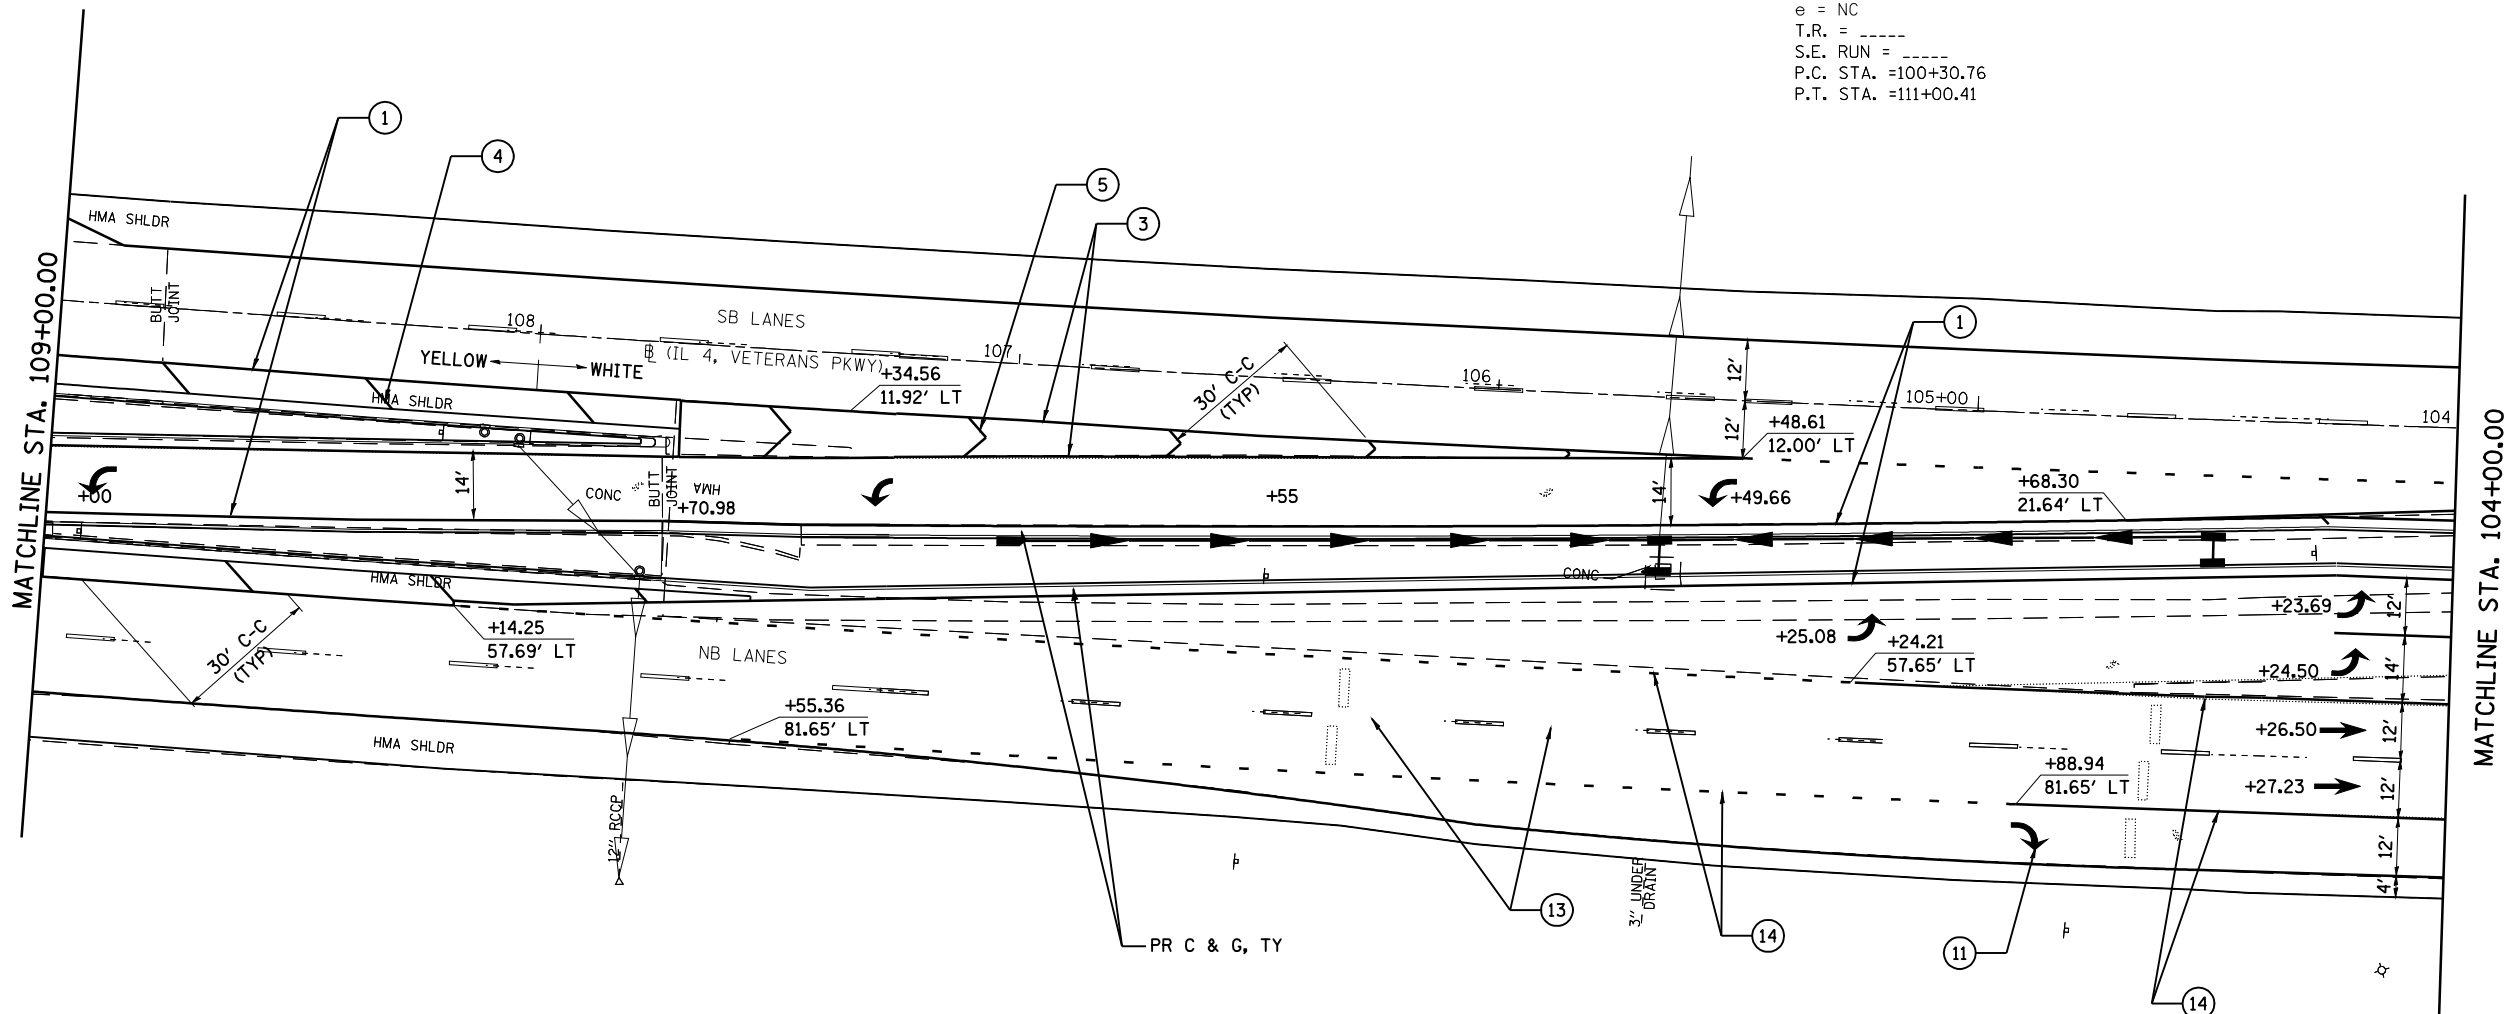 e = NC
T.R. = _____
S.E. RUN = _____
P.C. STA. =100+30.76
P.T. STA. =111+00.41
1
4
5
3
1
HMA SHLDR
MATCHLINE STA. 109+00.00
MATCHLINE STA. 104+00.00
BUTT
JOINT
108
SB LANES
107
106
105+00
104
YELLOW
WHITE
B (IL 4, VETERANS PKWY)
L
+34.56
11.92' LT
30' C-C
(TYP)
12'
12'
+48.61
12.00' LT
HMA SHLDR
14'
+00
CONC
BUTT
JOINT
HMA
+70.98
+55
14'
+49.66
+68.30
21.64' LT
HMA SHLDR
CONC
+14.25
57.69' LT
30' C-C
(TYP)
NB LANES
+25.08
+24.21
57.65' LT
+23.69
12'
+24.50
14'
+55.36
81.65' LT
HMA SHLDR
+26.50
12'
+88.94
81.65' LT
+27.23
12'
12'
4'
12" RCCP
3" UNDER
DRAIN
13
14
11
14
PR C & G, TY